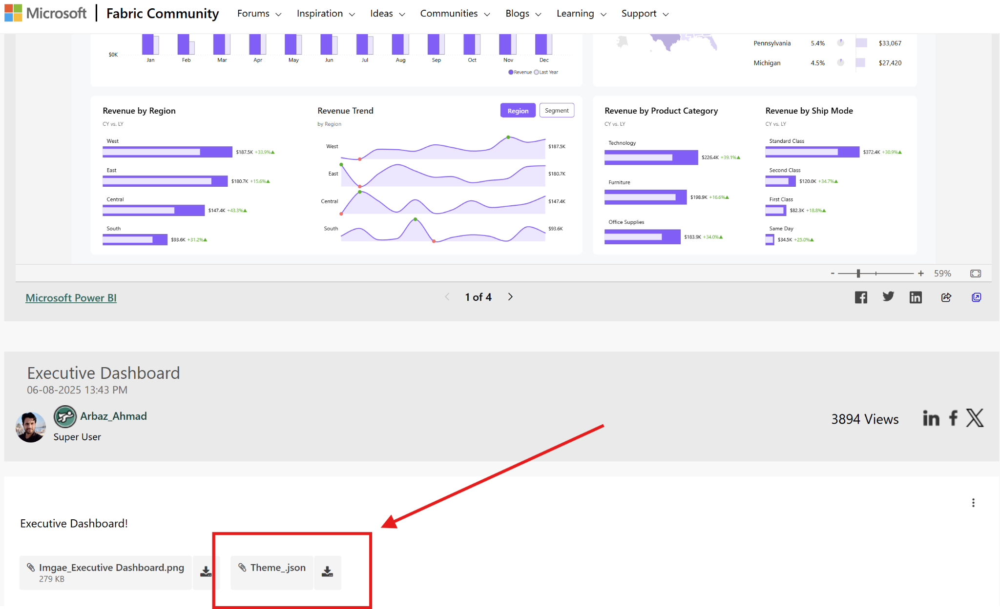 Microsoft | Fabric Community Forums Inspiration Ideas Communities Blogs Learning Support
$0K
Jan Feb Mar Apr May Jun Jul Aug Sep Oct Nov Dec
Revenue Last Year
Pennsylvania 5.4% $33,067
Michigan 4.5% $27,420
Revenue by Region
CY vs. LY
West
$187.5K +33.9%▲
East
$180.7K +15.6%▲
Central
$147.4K +43.3%▲
South
$93.6K +31.2%▲
Revenue Trend
by Region
Region Segment
West $187.5K
East $180.7K
Central $147.4K
South $93.6K
Revenue by Product Category
CY vs. LY
Technology
$226.4K +39.1%▲
Furniture
$198.9K +16.6%▲
Office Supplies
$183.9K +34.0%▲
Revenue by Ship Mode
CY vs. LY
Standard Class
$372.4K +30.9%▲
Second Class
$120.0K +34.7%▲
First Class
$82.3K +18.8%▲
Same Day
$34.5K +25.0%▲
- + 59%
Microsoft Power BI
1 of 4
Executive Dashboard
06-08-2025 13:43 PM
Arbaz_Ahmad
Super User
3894 Views
Executive Dashboard!
Imgae_Executive Dashboard.png
279 KB
Theme_.json